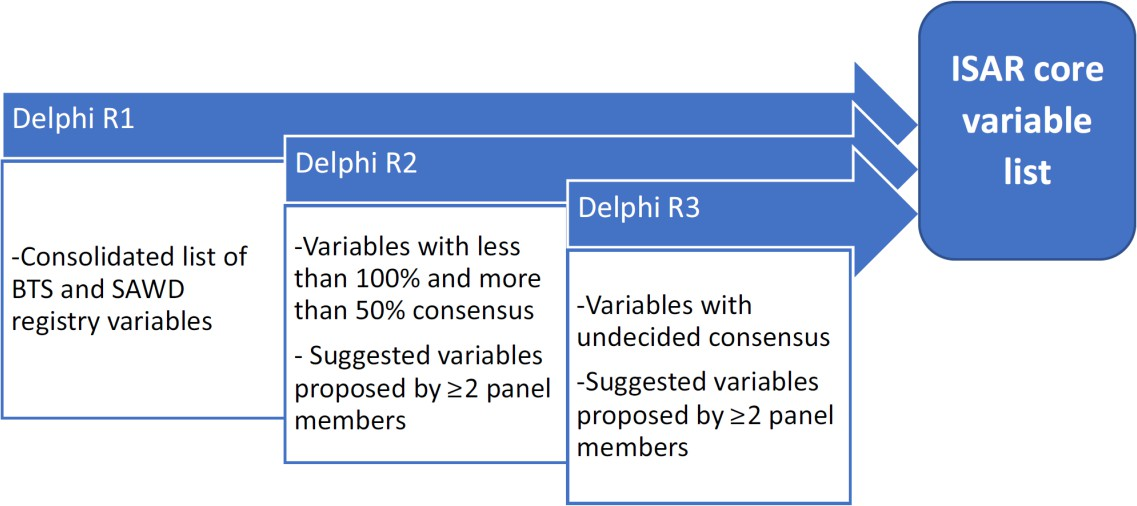 Delphi R1
-Consolidated list of
BTS and SAWD
registry variables
Delphi R2
-Variables with less
than 100% and more
than 50% consensus
- Suggested variables
proposed by ≥2 panel
members
Delphi R3
-Variables with
undecided consensus
-Suggested variables
proposed by ≥2 panel
members
ISAR core
variable
list